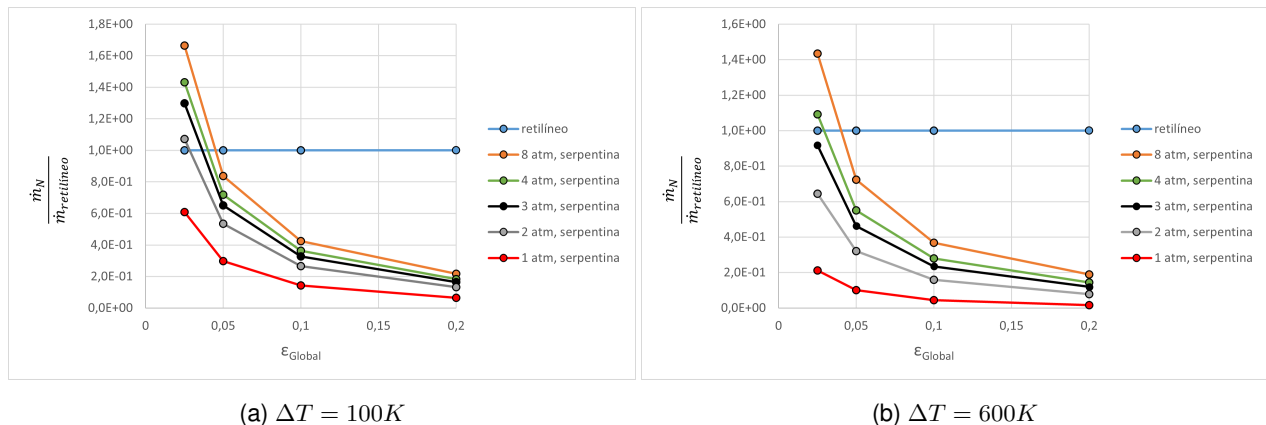 1,8E+00
1,6E+00
1,4E+00
1,2E+00
1,0E+00
8,0E-01
6,0E-01
4,0E-01
2,0E-01
0,0E+00
0
0,05
0,1
0,15
0,2
ṁ_N
ṁ_retilíneo
ε_Global
retilíneo
8 atm, serpentina
4 atm, serpentina
3 atm, serpentina
2 atm, serpentina
1 atm, serpentina
(a) ΔT = 100K
1,6E+00
1,4E+00
1,2E+00
1,0E+00
8,0E-01
6,0E-01
4,0E-01
2,0E-01
0,0E+00
0
0,05
0,1
0,15
0,2
ṁ_N
ṁ_retilíneo
ε_Global
retilíneo
8 atm, serpentina
4 atm, serpentina
3 atm, serpentina
2 atm, serpentina
1 atm, serpentina
(b) ΔT = 600K